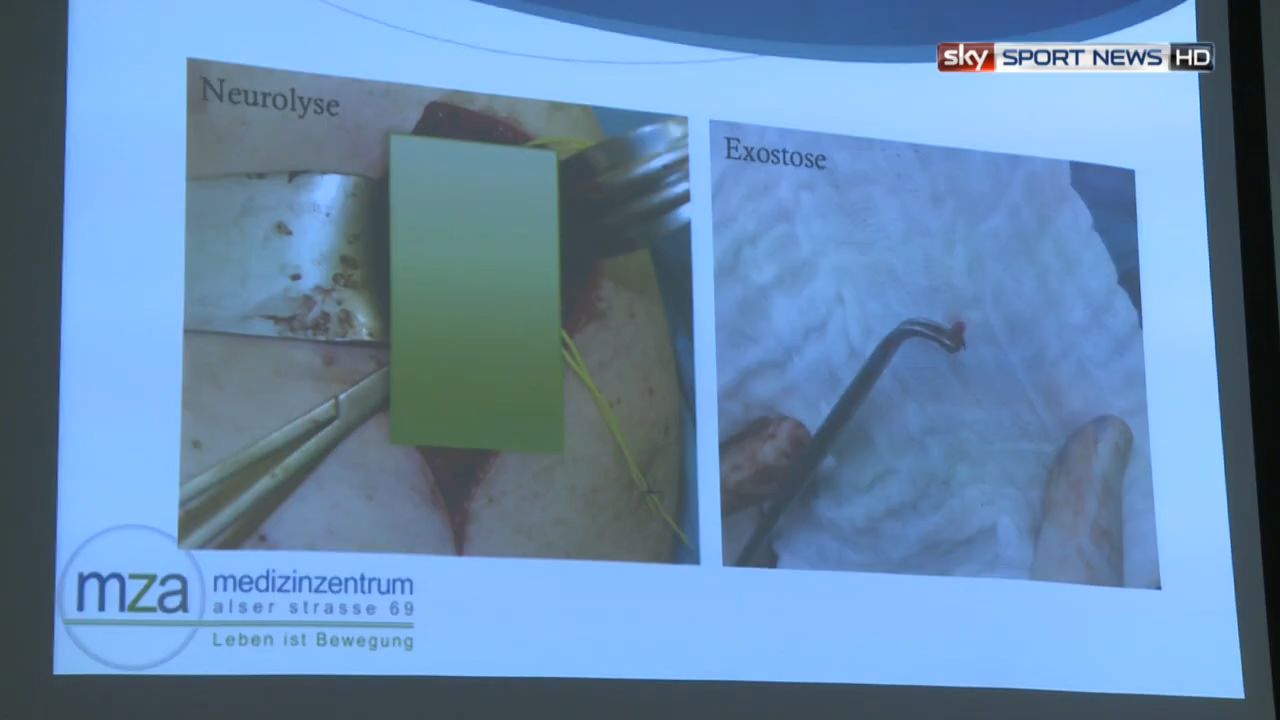 sky SPORT NEWS HD
Neurolyse
Exostose
mza
medizinzentrum
alser strasse 69
Leben ist Bewegung